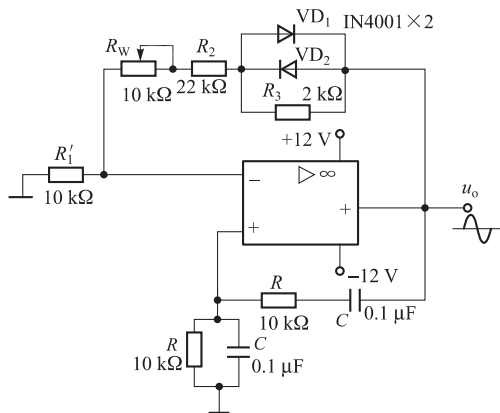 VD₁ IN4001×2
R_W R₂ VD₂
10 kΩ 22 kΩ R₃ 2 kΩ
+12 V
R₁′ − ▷∞
10 kΩ + + uₒ
−12 V
R C
10 kΩ 0.1 μF
R C
10 kΩ 0.1 μF